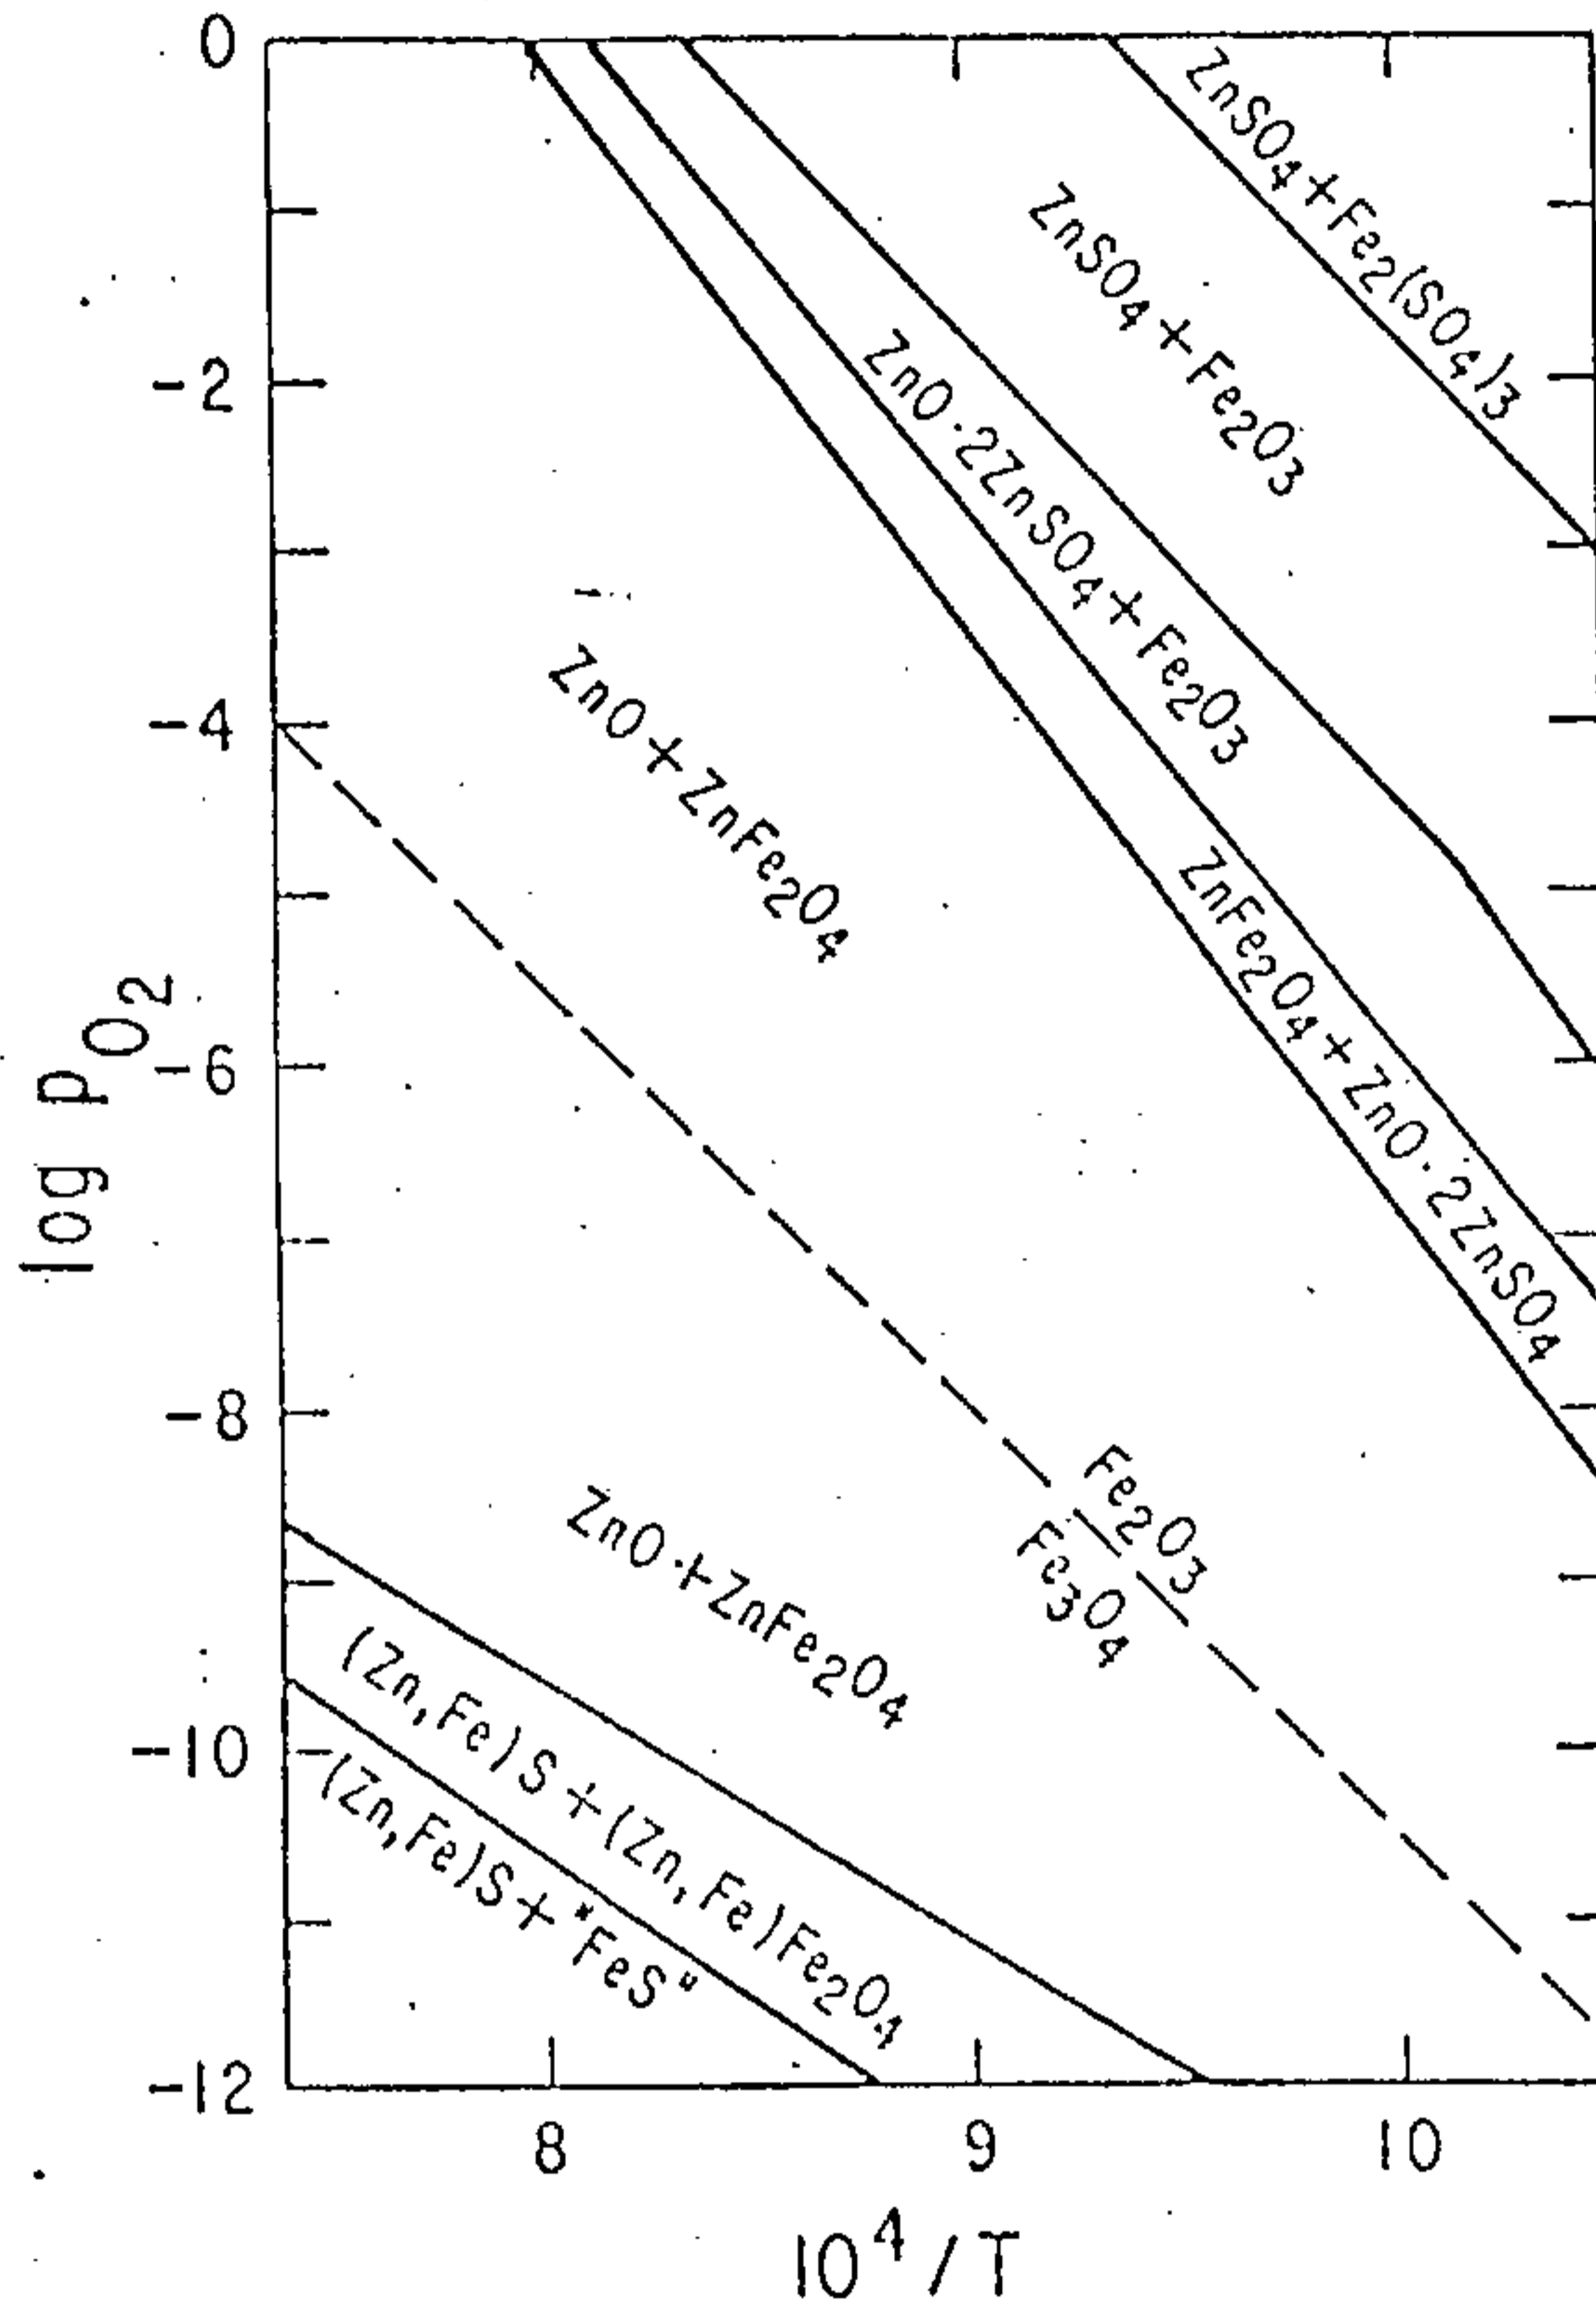 0
-2
-4
-6
-8
-10
-12
log pO2
ZnSO4+Fe2(SO4)3
ZnSO4+Fe2O3
ZnO·2ZnSO4+Fe2O3
ZnFe2O4+ZnO·2ZnSO4
ZnO+ZnFe2O4
Fe2O3
Fe3O4
ZnO+ZnFe2O4
(Zn,Fe)S+(Zn,Fe)Fe2O4
(Zn,Fe)S+"FeS"
8 9 10
10^4/T